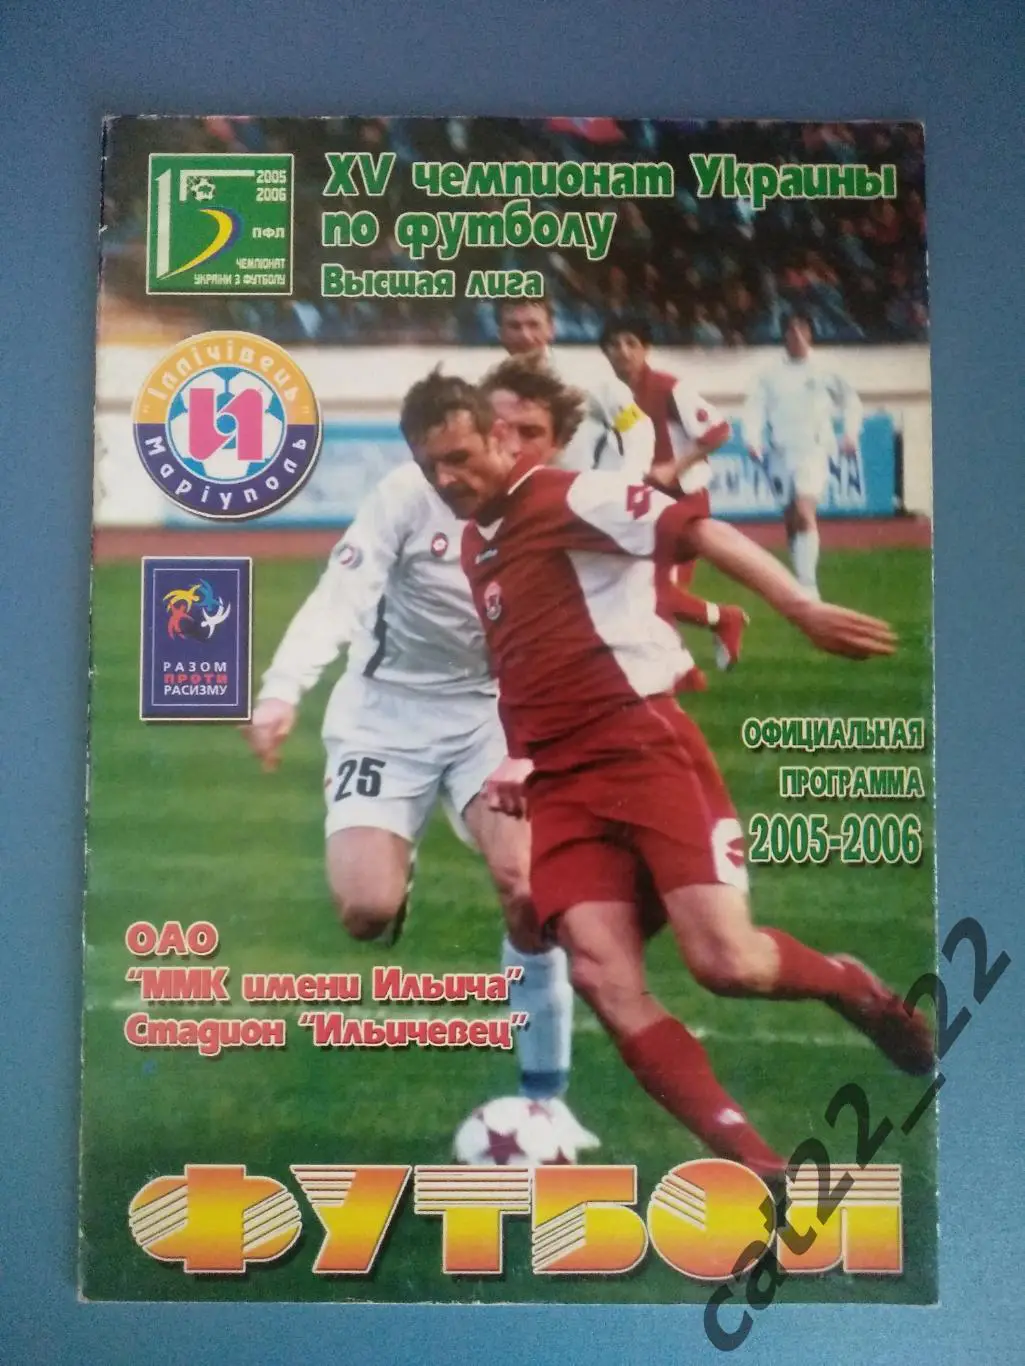 2005
2006
ПФЛ
ЧЕМПІОНАТ
УКРАЇНИ З ФУТБОЛУ
XV чемпионат Украины
по футболу
Высшая лига
"Іллічівець"
И
Маріуполь
РАЗОМ
ПРОТИ
РАСИЗМУ
25
ОФИЦИАЛЬНАЯ
ПРОГРАММА
2005-2006
ОАО
"ММК имени Ильича"
Стадион "Ильичевец"
ФУТБОЛ
cat22_22